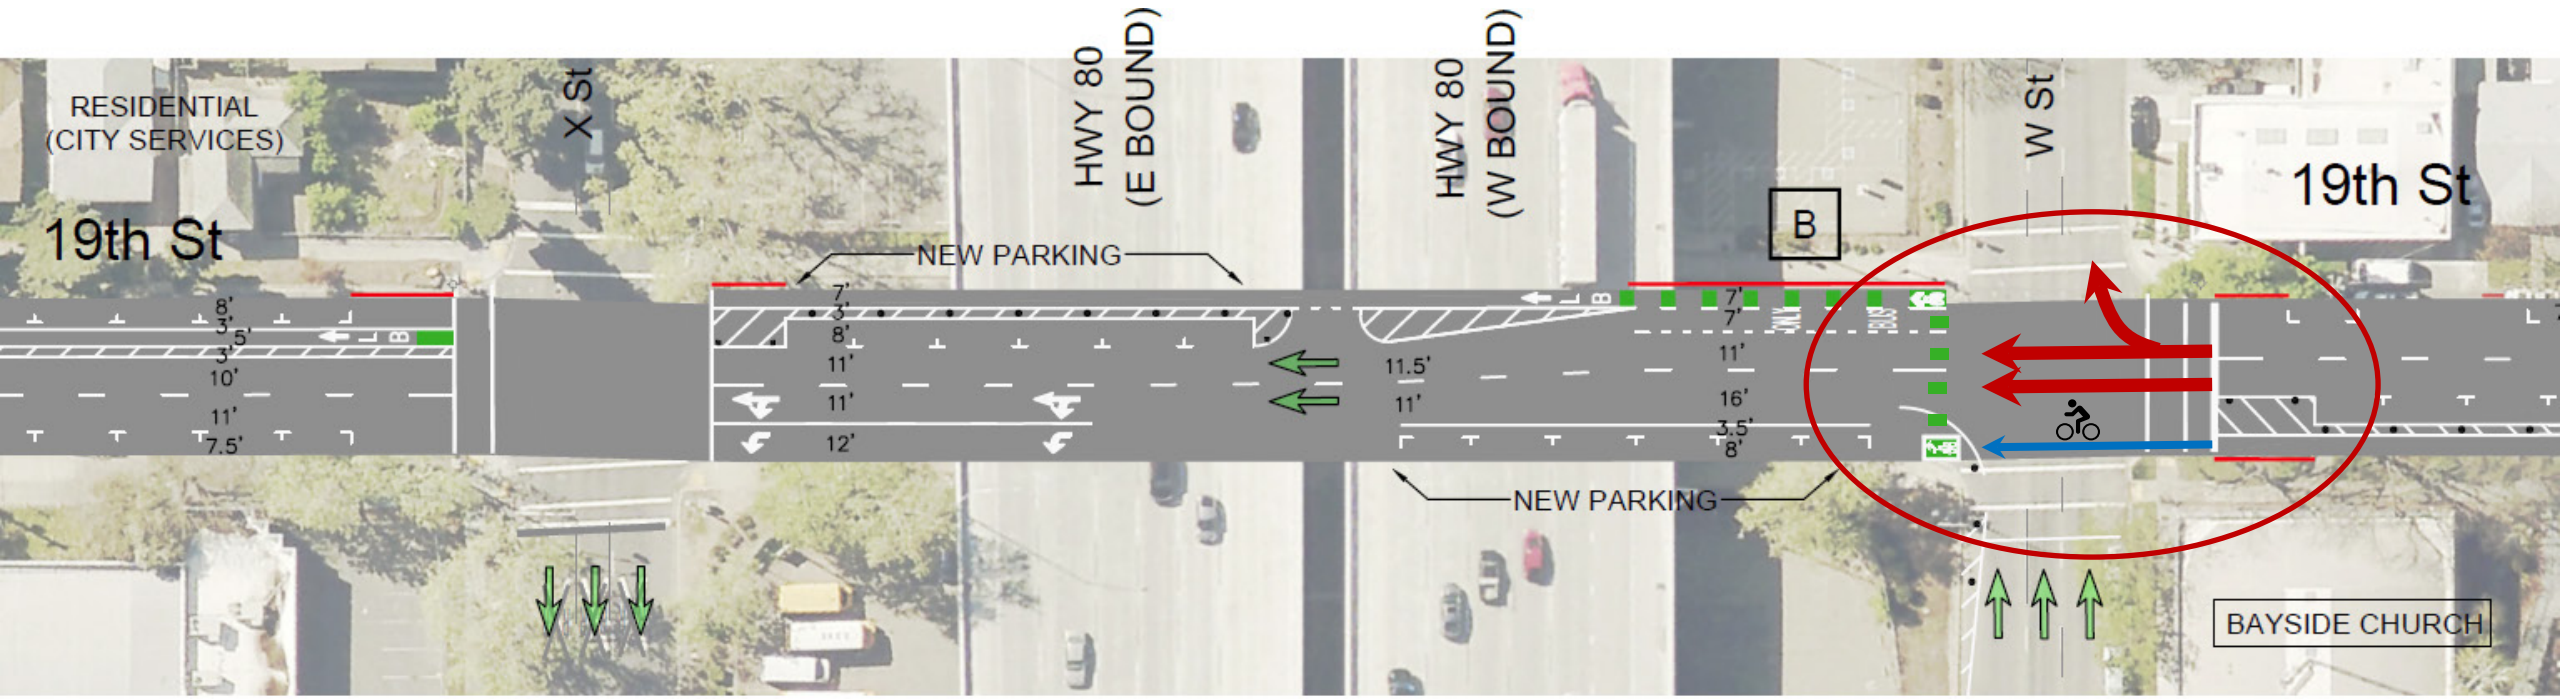 RESIDENTIAL
(CITY SERVICES)
19th St
X St
HWY 80
(E BOUND)
HWY 80
(W BOUND)
W St
19th St
B
NEW PARKING
8'
3'
5'
3'
10'
11'
7.5'
B
L
7'
3'
8'
11'
11'
12'
11.5'
11'
B
L
7'
7'
11'
16'
3.5'
8'
ONLY
BUS
NEW PARKING
BAYSIDE CHURCH